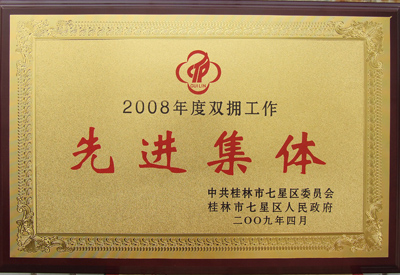 2008年度双拥工作
先进集体
中共桂林市七星区委员会
桂林市七星区人民政府
二〇〇九年四月